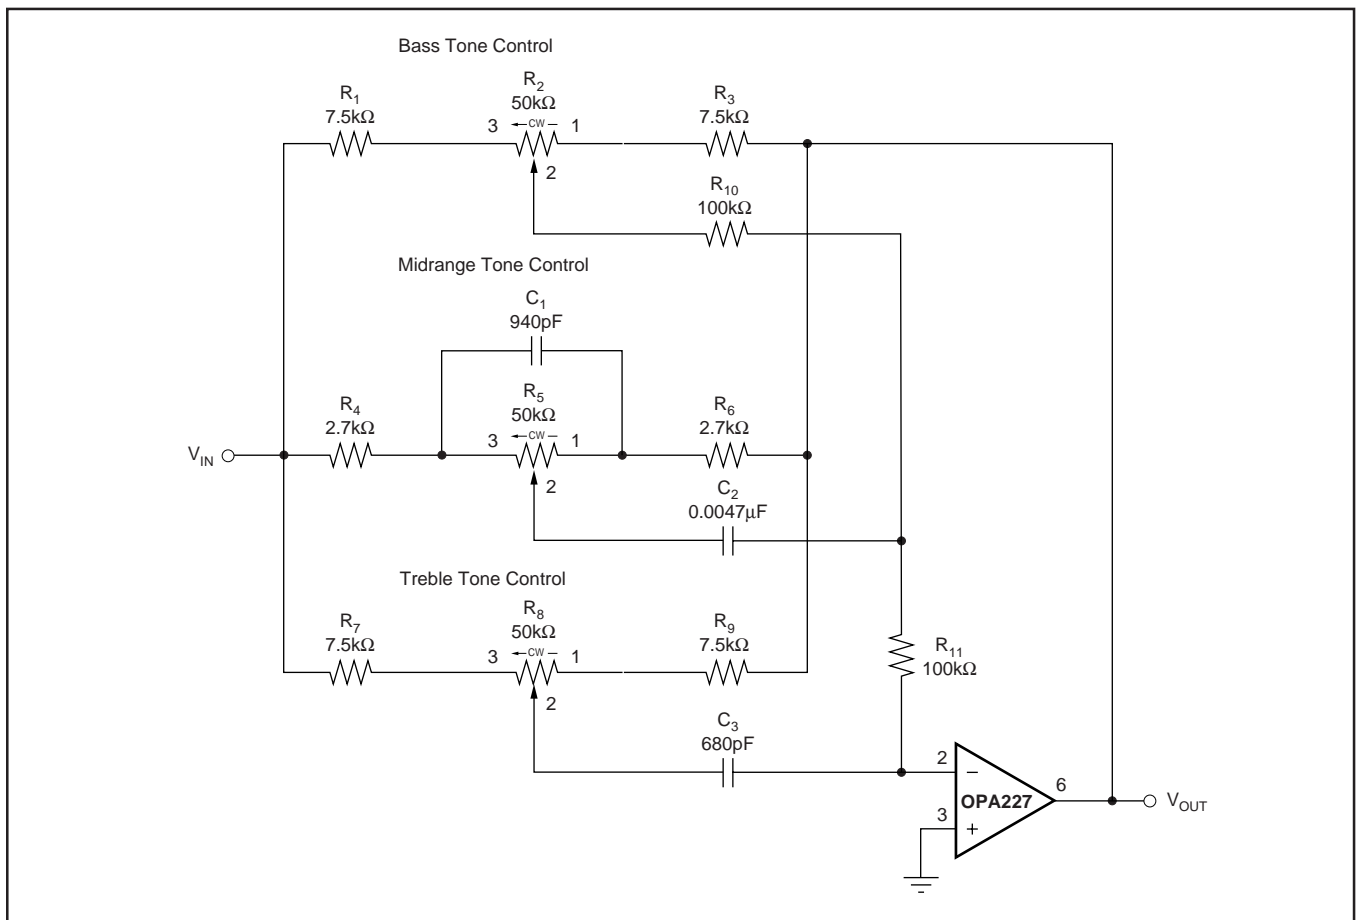 Bass Tone Control
R1
7.5kΩ
R2
50kΩ
R3
7.5kΩ
3
CW
1
2
R10
100kΩ
Midrange Tone Control
C1
940pF
R4
2.7kΩ
R5
50kΩ
R6
2.7kΩ
3
CW
1
VIN
2
C2
0.0047μF
Treble Tone Control
R7
7.5kΩ
R8
50kΩ
R9
7.5kΩ
3
CW
1
R11
100kΩ
2
C3
680pF
2
−
6
OPA227
VOUT
3
+